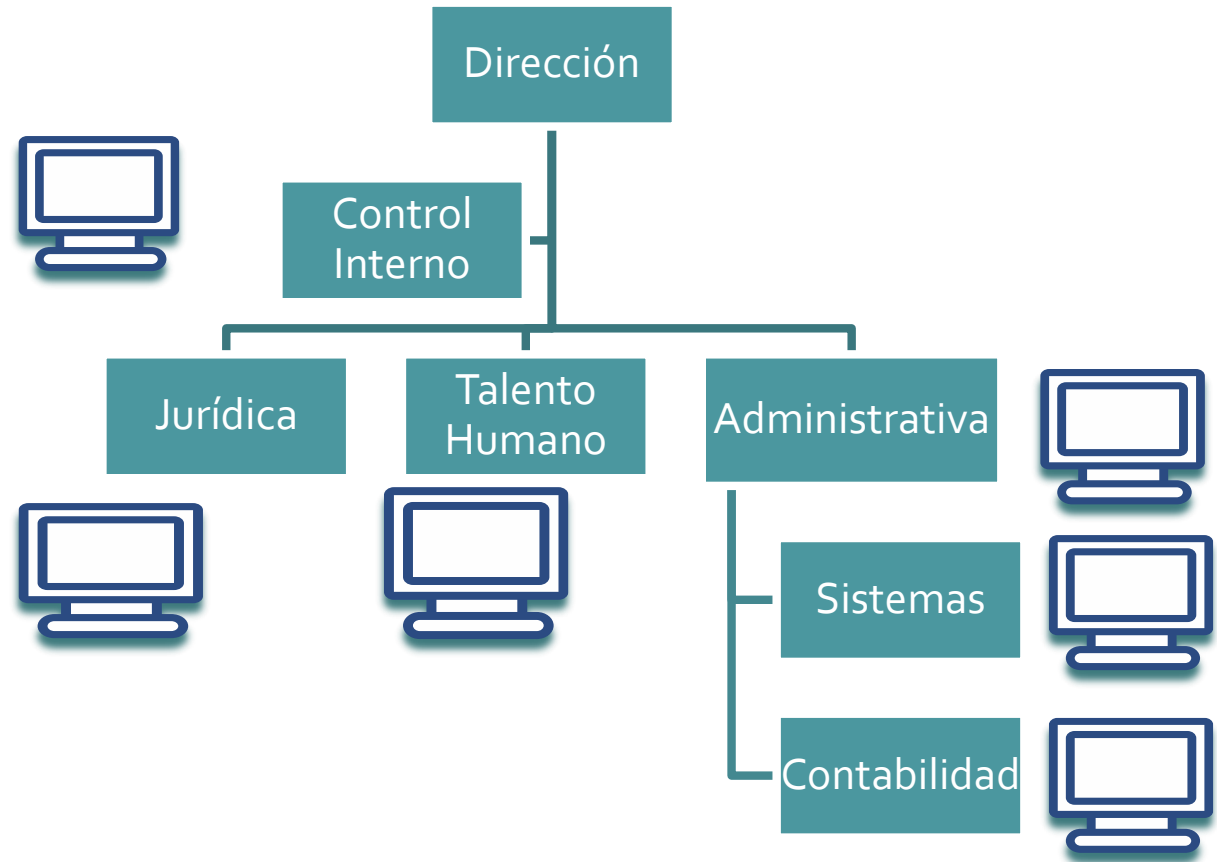 Dirección
Control
Interno
Jurídica
Talento
Humano
Administrativa
Sistemas
Contabilidad